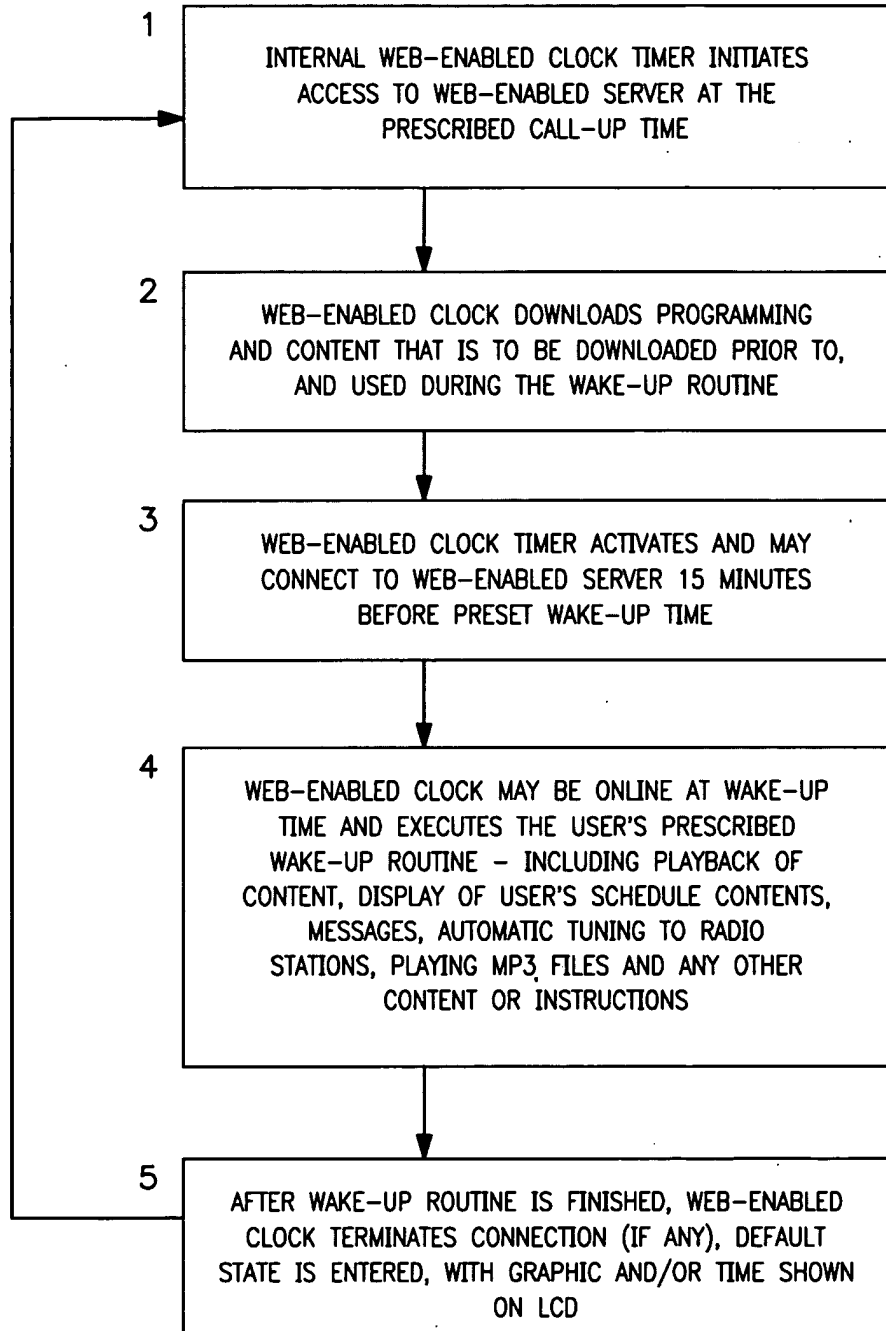 1
INTERNAL WEB-ENABLED CLOCK TIMER INITIATES
ACCESS TO WEB-ENABLED SERVER AT THE
PRESCRIBED CALL-UP TIME
2
WEB-ENABLED CLOCK DOWNLOADS PROGRAMMING
AND CONTENT THAT IS TO BE DOWNLOADED PRIOR TO,
AND USED DURING THE WAKE-UP ROUTINE
3
WEB-ENABLED CLOCK TIMER ACTIVATES AND MAY
CONNECT TO WEB-ENABLED SERVER 15 MINUTES
BEFORE PRESET WAKE-UP TIME
4
WEB-ENABLED CLOCK MAY BE ONLINE AT WAKE-UP
TIME AND EXECUTES THE USER'S PRESCRIBED
WAKE-UP ROUTINE - INCLUDING PLAYBACK OF
CONTENT, DISPLAY OF USER'S SCHEDULE CONTENTS,
MESSAGES, AUTOMATIC TUNING TO RADIO
STATIONS, PLAYING MP3 FILES AND ANY OTHER
CONTENT OR INSTRUCTIONS
5
AFTER WAKE-UP ROUTINE IS FINISHED, WEB-ENABLED
CLOCK TERMINATES CONNECTION (IF ANY), DEFAULT
STATE IS ENTERED, WITH GRAPHIC AND/OR TIME SHOWN
ON LCD